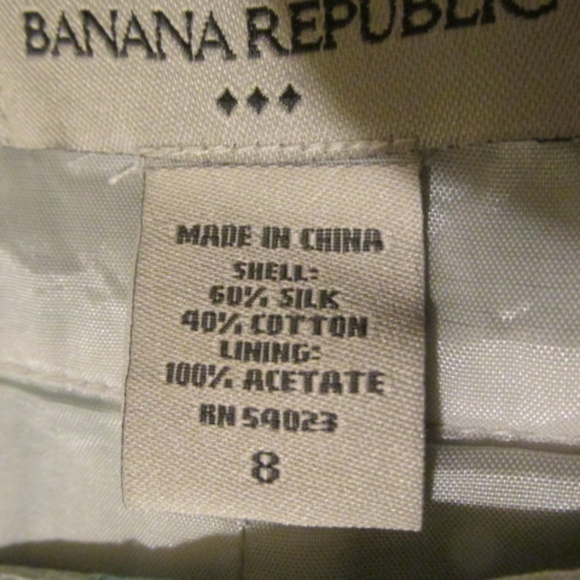 BANANA REPUBLIC
MADE IN CHINA
SHELL:
60% SILK
40% COTTON
LINING:
100% ACETATE
RN 54023
8